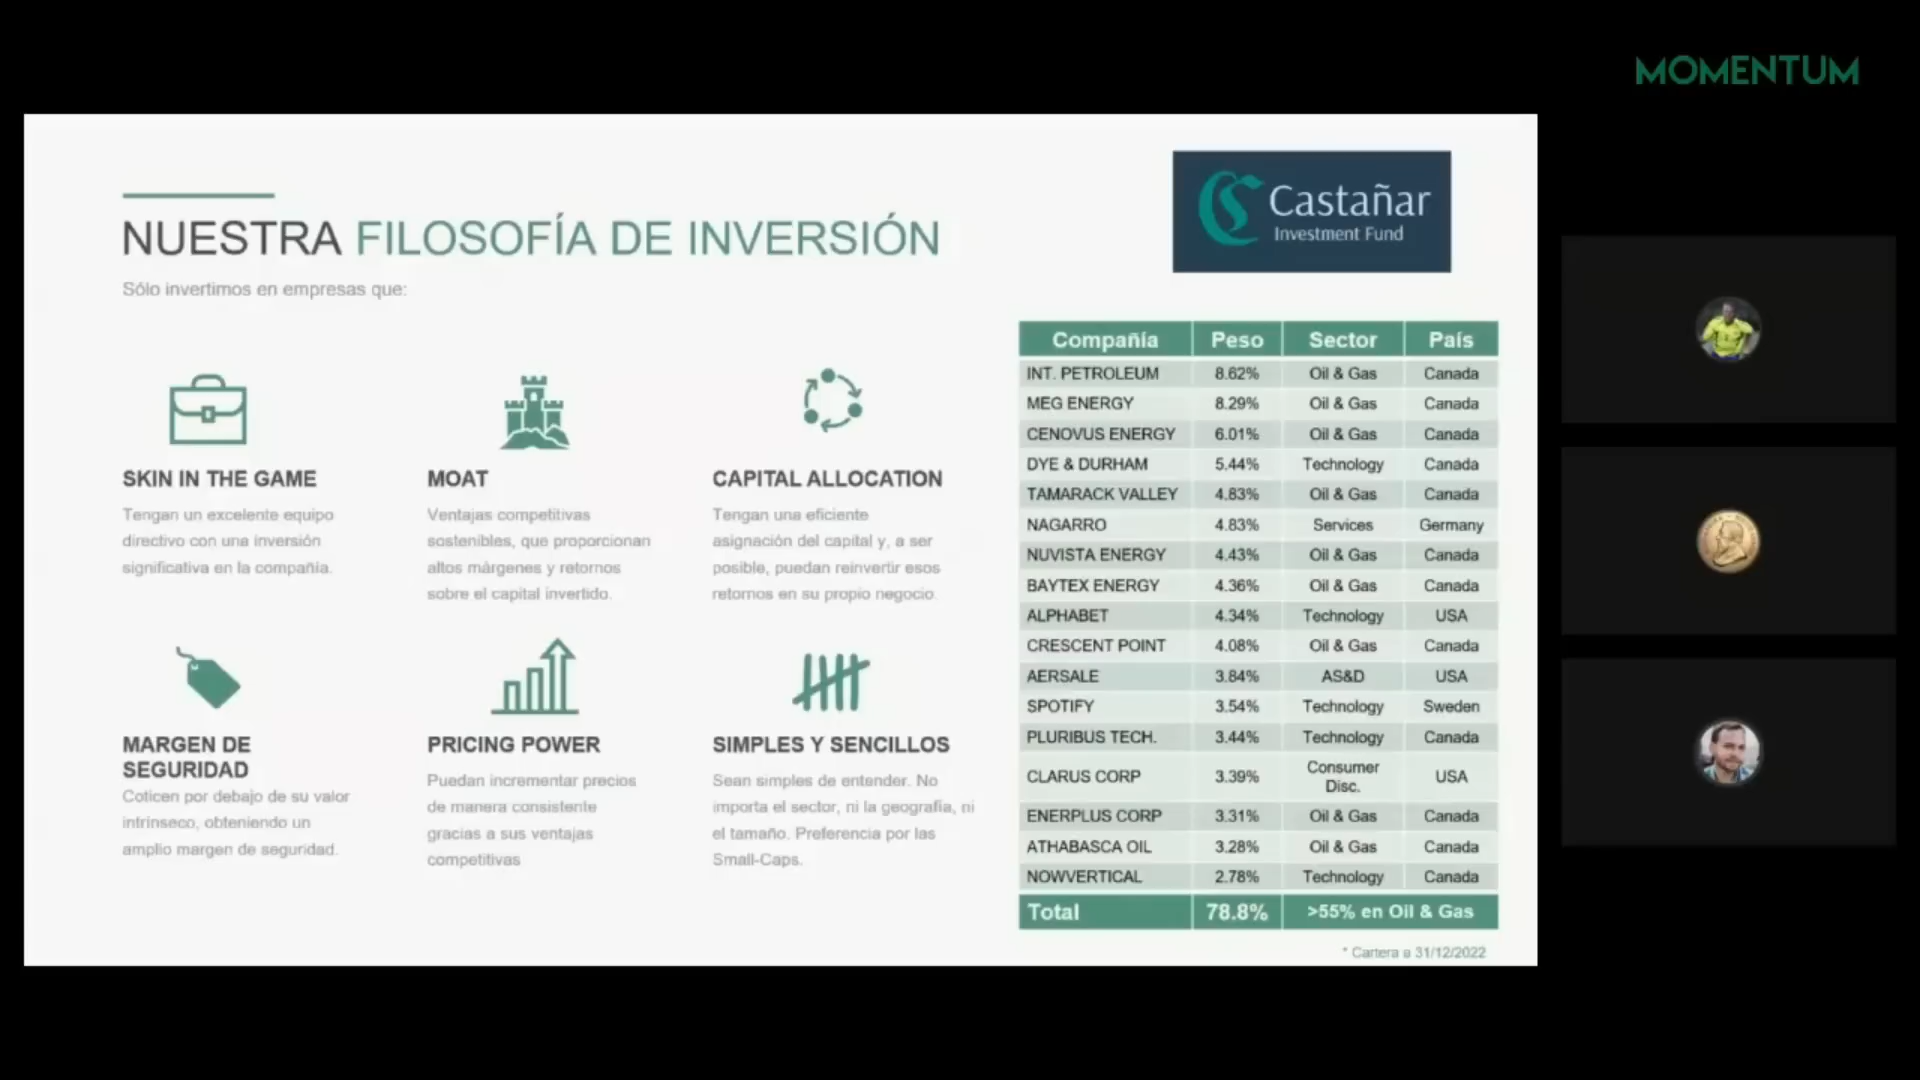 MOMENTUM
Castañar
Investment Fund
NUESTRA FILOSOFÍA DE INVERSIÓN
Sólo invertimos en empresas que:
SKIN IN THE GAME
Tengan un excelente equipo
directivo con una inversión
significativa en la compañía.
MOAT
Ventajas competitivas
sostenibles, que proporcionan
altos márgenes y retornos
sobre el capital invertido.
CAPITAL ALLOCATION
Tengan una eficiente
asignación del capital y, a ser
posible, puedan reinvertir esos
retornos en su propio negocio.
MARGEN DE
SEGURIDAD
Coticen por debajo de su valor
intrínseco, obteniendo un
amplio margen de seguridad.
PRICING POWER
Puedan incrementar precios
de manera consistente
gracias a sus ventajas
competitivas
SIMPLES Y SENCILLOS
Sean simples de entender. No
importa el sector, ni la geografía, ni
el tamaño. Preferencia por las
Small-Caps.
Compañía Peso Sector País
INT. PETROLEUM 8.62% Oil & Gas Canada
MEG ENERGY 8.29% Oil & Gas Canada
CENOVUS ENERGY 6.01% Oil & Gas Canada
DYE & DURHAM 5.44% Technology Canada
TAMARACK VALLEY 4.83% Oil & Gas Canada
NAGARRO 4.83% Services Germany
NUVISTA ENERGY 4.43% Oil & Gas Canada
BAYTEX ENERGY 4.36% Oil & Gas Canada
ALPHABET 4.34% Technology USA
CRESCENT POINT 4.08% Oil & Gas Canada
AERSALE 3.84% AS&D USA
SPOTIFY 3.54% Technology Sweden
PLURIBUS TECH. 3.44% Technology Canada
CLARUS CORP 3.39% Consumer Disc. USA
ENERPLUS CORP 3.31% Oil & Gas Canada
ATHABASCA OIL 3.28% Oil & Gas Canada
NOWVERTICAL 2.78% Technology Canada
Total 78.8% >55% en Oil & Gas
* Cartera a 31/12/2022